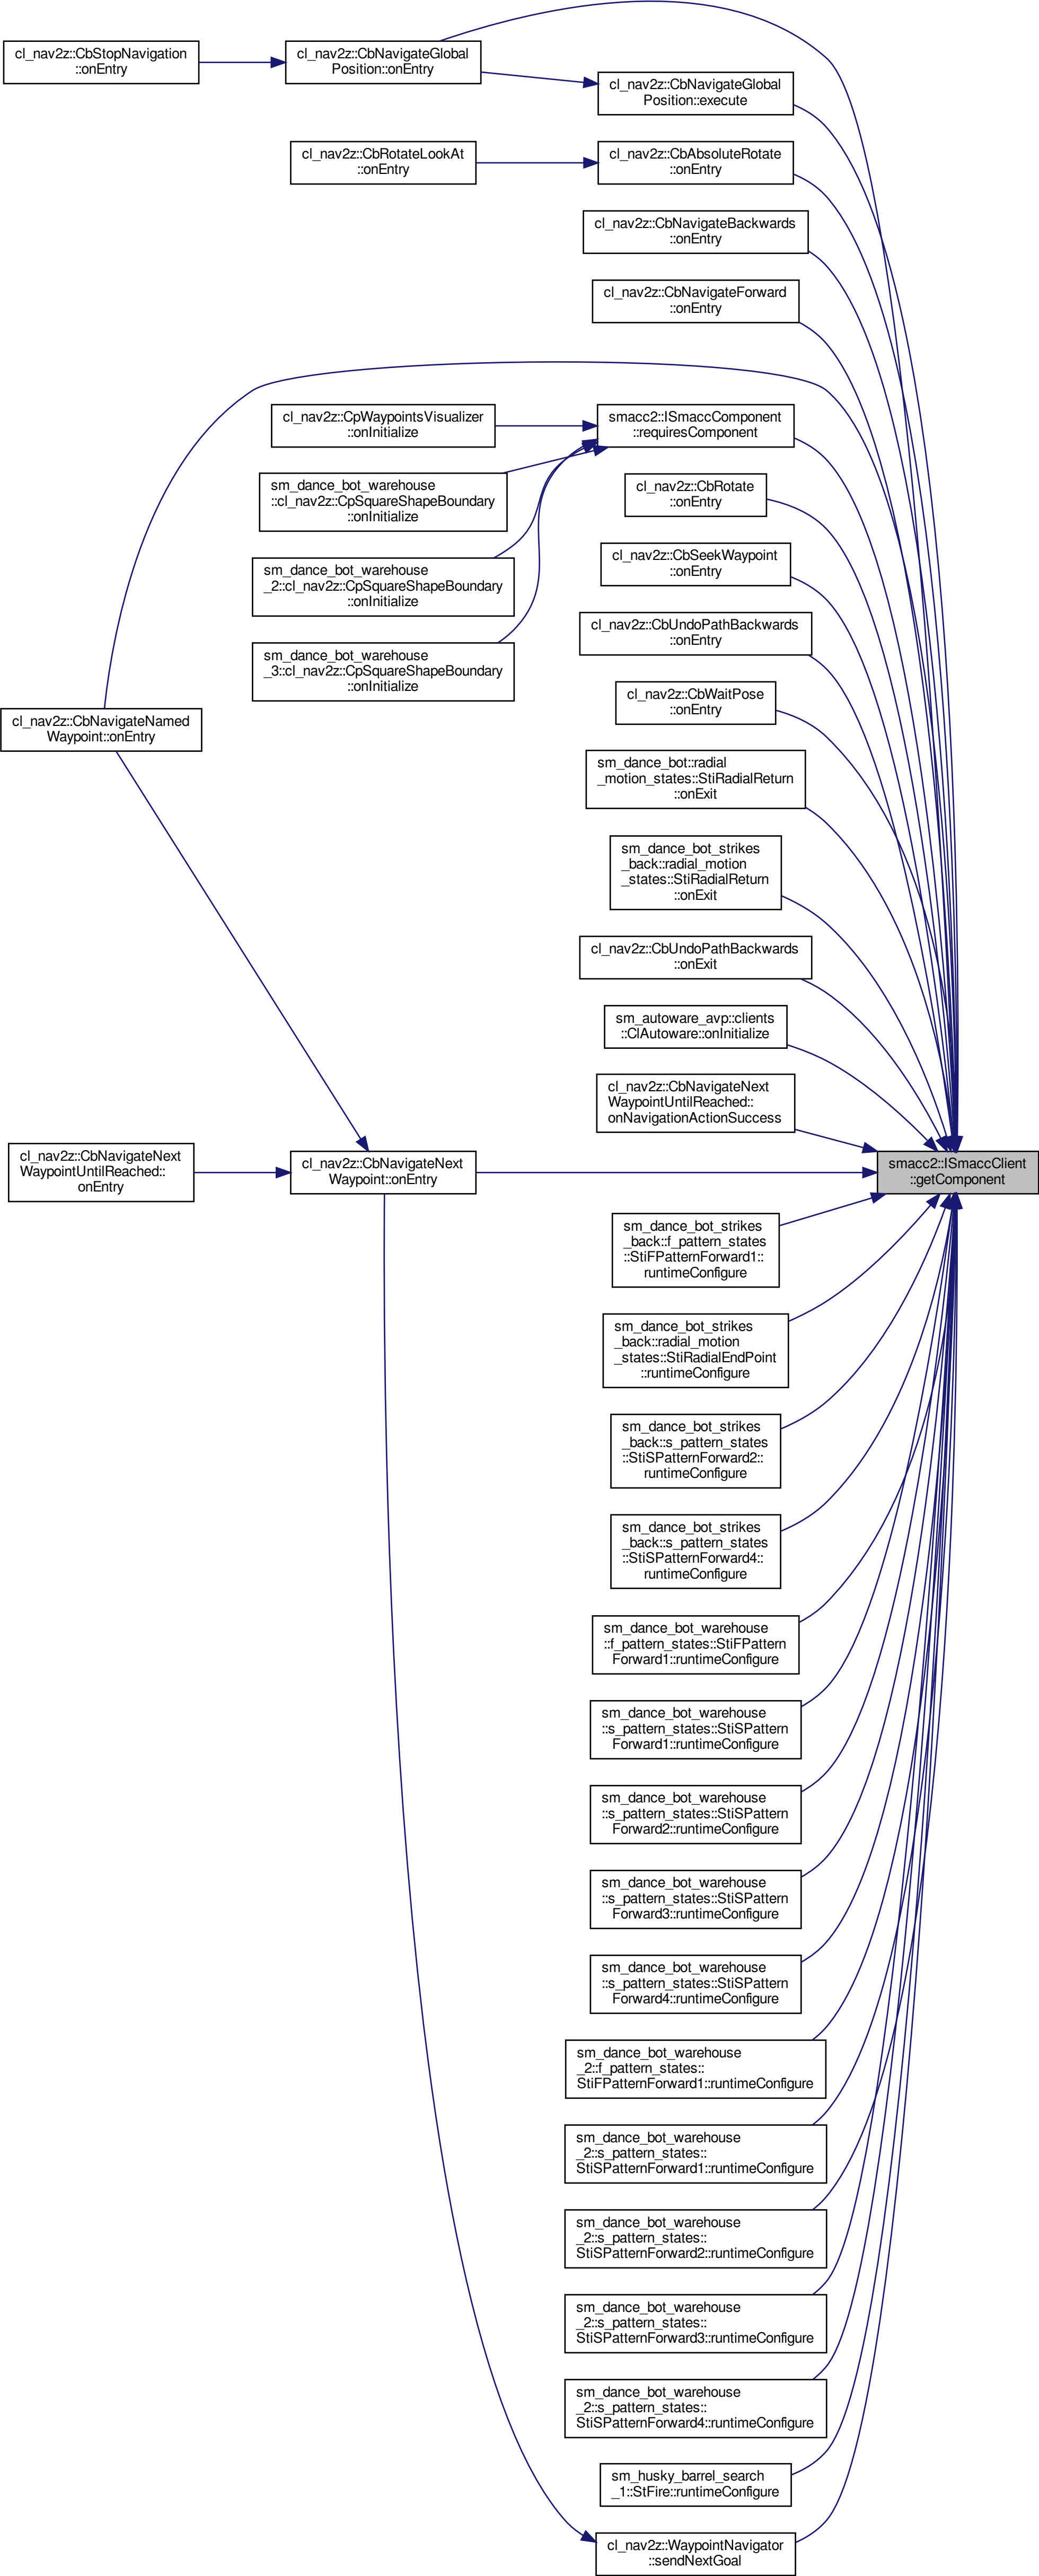 cl_nav2z::CbStopNavigation
::onEntry
cl_nav2z::CbNavigateGlobal
Position::onEntry
cl_nav2z::CbNavigateGlobal
Position::execute
cl_nav2z::CbRotateLookAt
::onEntry
cl_nav2z::CbAbsoluteRotate
::onEntry
cl_nav2z::CbNavigateBackwards
::onEntry
cl_nav2z::CbNavigateForward
::onEntry
cl_nav2z::CpWaypointsVisualizer
::onInitialize
smacc2::ISmaccComponent
::requiresComponent
sm_dance_bot_warehouse
::cl_nav2z::CpSquareShapeBoundary
::onInitialize
cl_nav2z::CbRotate
::onEntry
sm_dance_bot_warehouse
_2::cl_nav2z::CpSquareShapeBoundary
::onInitialize
cl_nav2z::CbSeekWaypoint
::onEntry
sm_dance_bot_warehouse
_3::cl_nav2z::CpSquareShapeBoundary
::onInitialize
cl_nav2z::CbUndoPathBackwards
::onEntry
cl_nav2z::CbNavigateNamed
Waypoint::onEntry
cl_nav2z::CbWaitPose
::onEntry
sm_dance_bot::radial
_motion_states::StiRadialReturn
::onExit
sm_dance_bot_strikes
_back::radial_motion
_states::StiRadialReturn
::onExit
cl_nav2z::CbUndoPathBackwards
::onExit
sm_autoware_avp::clients
::ClAutoware::onInitialize
cl_nav2z::CbNavigateNext
WaypointUntilReached::
onNavigationActionSuccess
cl_nav2z::CbNavigateNext
WaypointUntilReached::
onEntry
cl_nav2z::CbNavigateNext
Waypoint::onEntry
smacc2::ISmaccClient
::getComponent
sm_dance_bot_strikes
_back::f_pattern_states
::StiFPatternForward1::
runtimeConfigure
sm_dance_bot_strikes
_back::radial_motion
_states::StiRadialEndPoint
::runtimeConfigure
sm_dance_bot_strikes
_back::s_pattern_states
::StiSPatternForward2::
runtimeConfigure
sm_dance_bot_strikes
_back::s_pattern_states
::StiSPatternForward4::
runtimeConfigure
sm_dance_bot_warehouse
::f_pattern_states::StiFPattern
Forward1::runtimeConfigure
sm_dance_bot_warehouse
::s_pattern_states::StiSPattern
Forward1::runtimeConfigure
sm_dance_bot_warehouse
::s_pattern_states::StiSPattern
Forward2::runtimeConfigure
sm_dance_bot_warehouse
::s_pattern_states::StiSPattern
Forward3::runtimeConfigure
sm_dance_bot_warehouse
::s_pattern_states::StiSPattern
Forward4::runtimeConfigure
sm_dance_bot_warehouse
_2::f_pattern_states::
StiFPatternForward1::runtimeConfigure
sm_dance_bot_warehouse
_2::s_pattern_states::
StiSPatternForward1::runtimeConfigure
sm_dance_bot_warehouse
_2::s_pattern_states::
StiSPatternForward2::runtimeConfigure
sm_dance_bot_warehouse
_2::s_pattern_states::
StiSPatternForward3::runtimeConfigure
sm_dance_bot_warehouse
_2::s_pattern_states::
StiSPatternForward4::runtimeConfigure
sm_husky_barrel_search
_1::StFire::runtimeConfigure
cl_nav2z::WaypointNavigator
::sendNextGoal